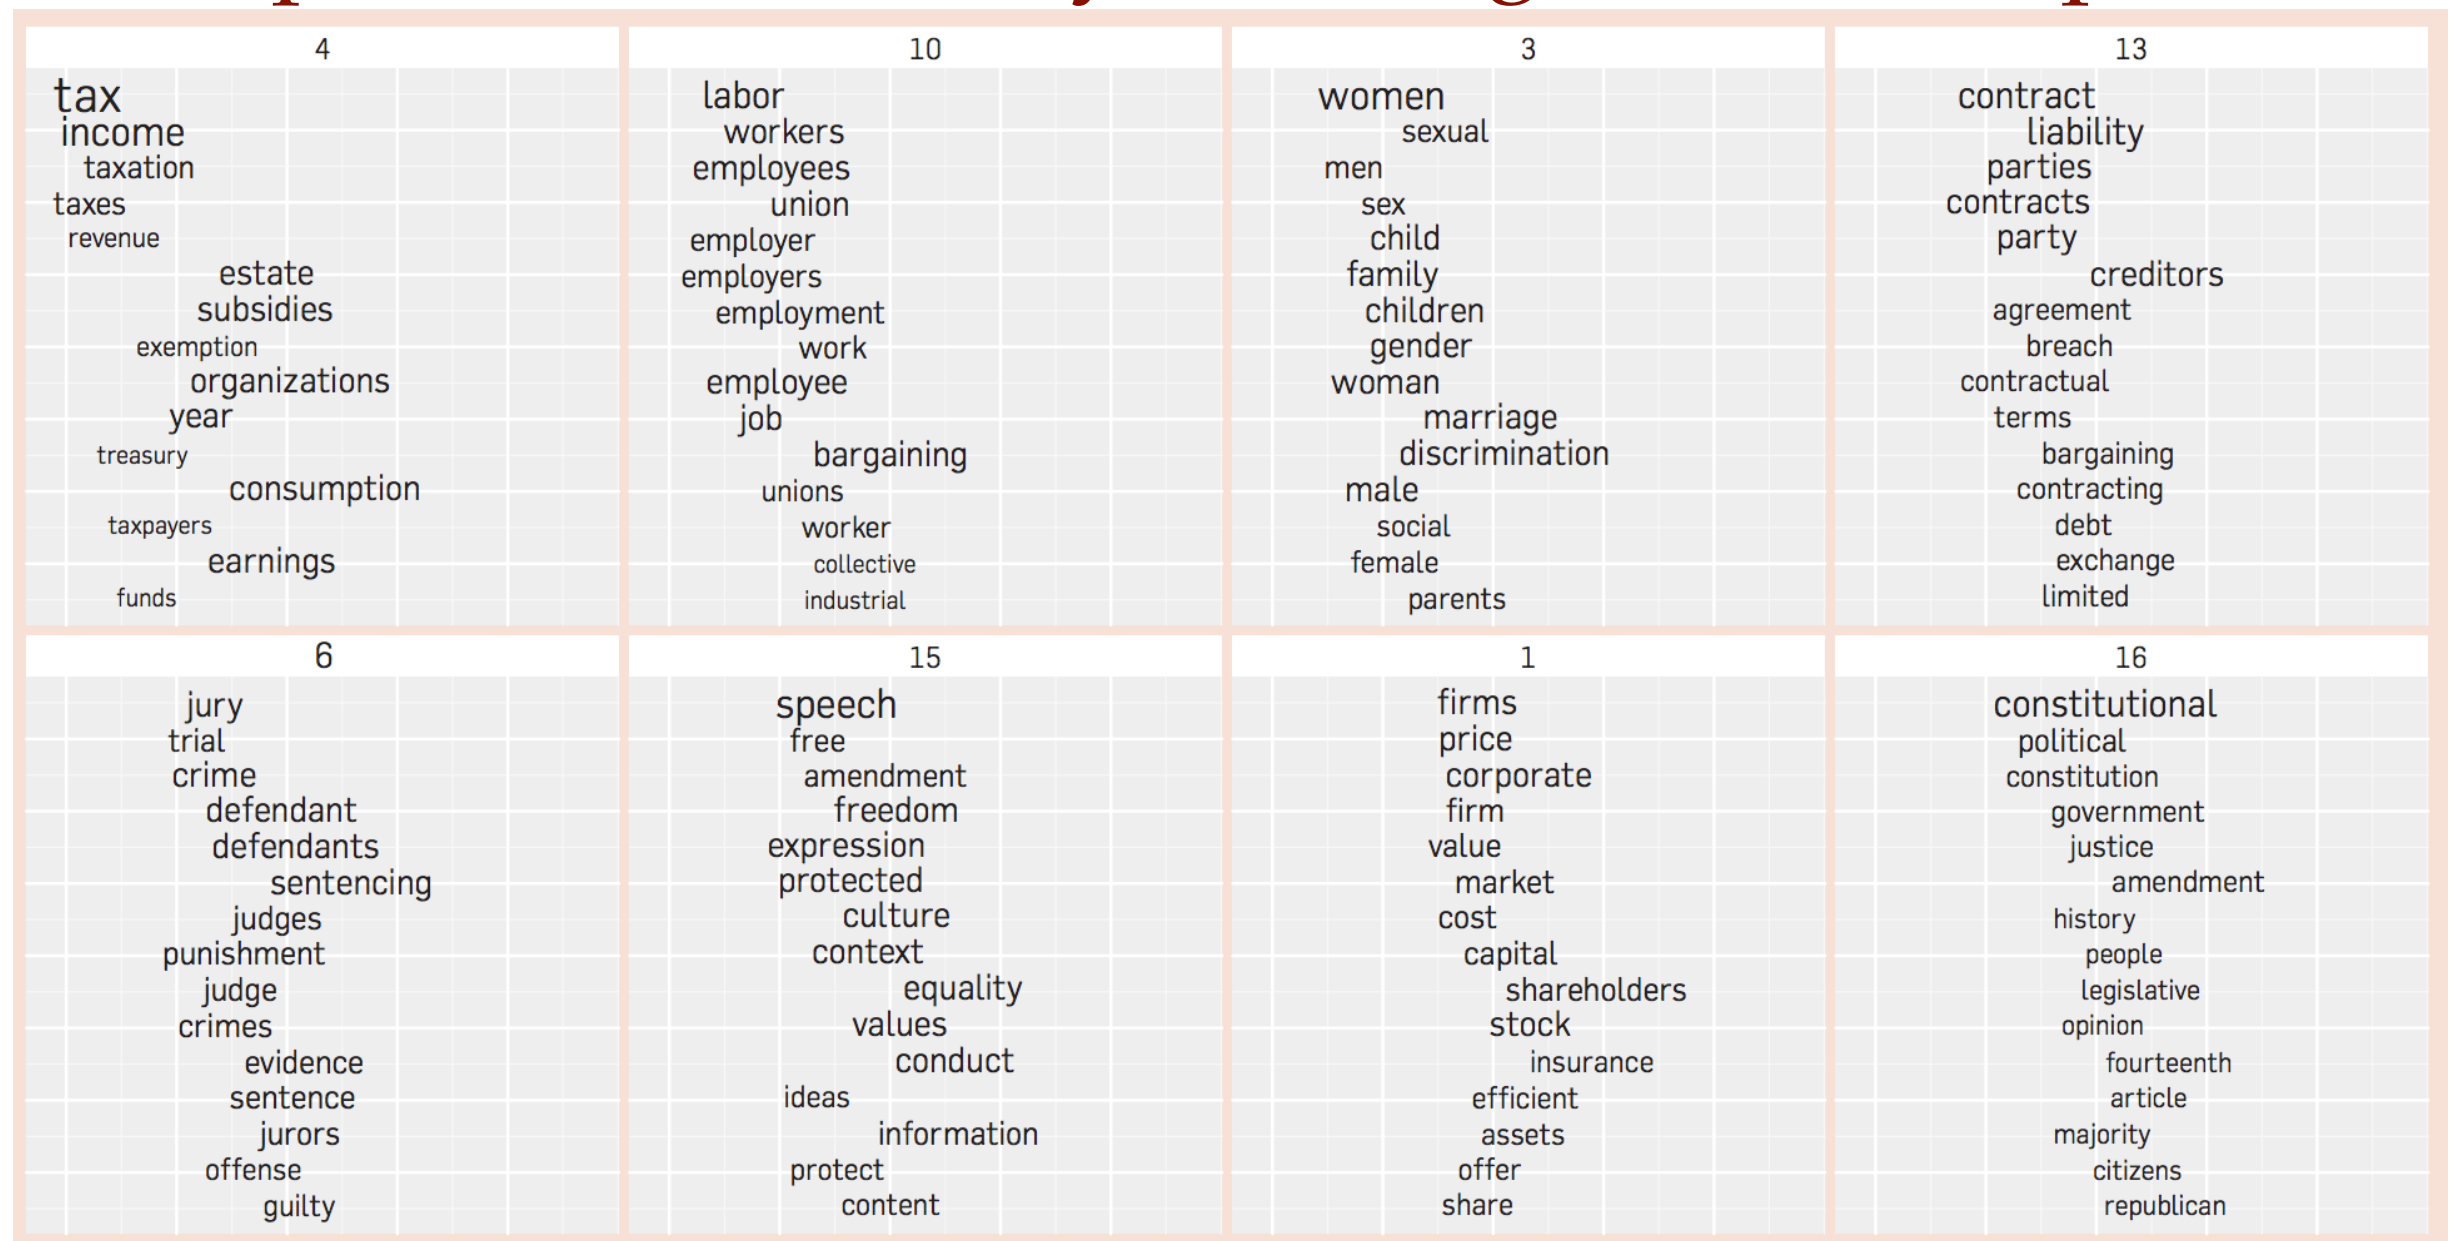 4
tax
income
taxation
taxes
revenue
estate
subsidies
exemption
organizations
year
treasury
consumption
taxpayers
earnings
funds
10
labor
workers
employees
union
employer
employers
employment
work
employee
job
bargaining
unions
worker
collective
industrial
3
women
sexual
men
sex
child
family
children
gender
woman
marriage
discrimination
male
social
female
parents
13
contract
liability
parties
contracts
party
creditors
agreement
breach
contractual
terms
bargaining
contracting
debt
exchange
limited
6
jury
trial
crime
defendant
defendants
sentencing
judges
punishment
judge
crimes
evidence
sentence
jurors
offense
guilty
15
speech
free
amendment
freedom
expression
protected
culture
context
equality
values
conduct
ideas
information
protect
content
1
firms
price
corporate
firm
value
market
cost
capital
shareholders
stock
insurance
efficient
assets
offer
share
16
constitutional
political
constitution
government
justice
amendment
history
people
legislative
opinion
fourteenth
article
majority
citizens
republican